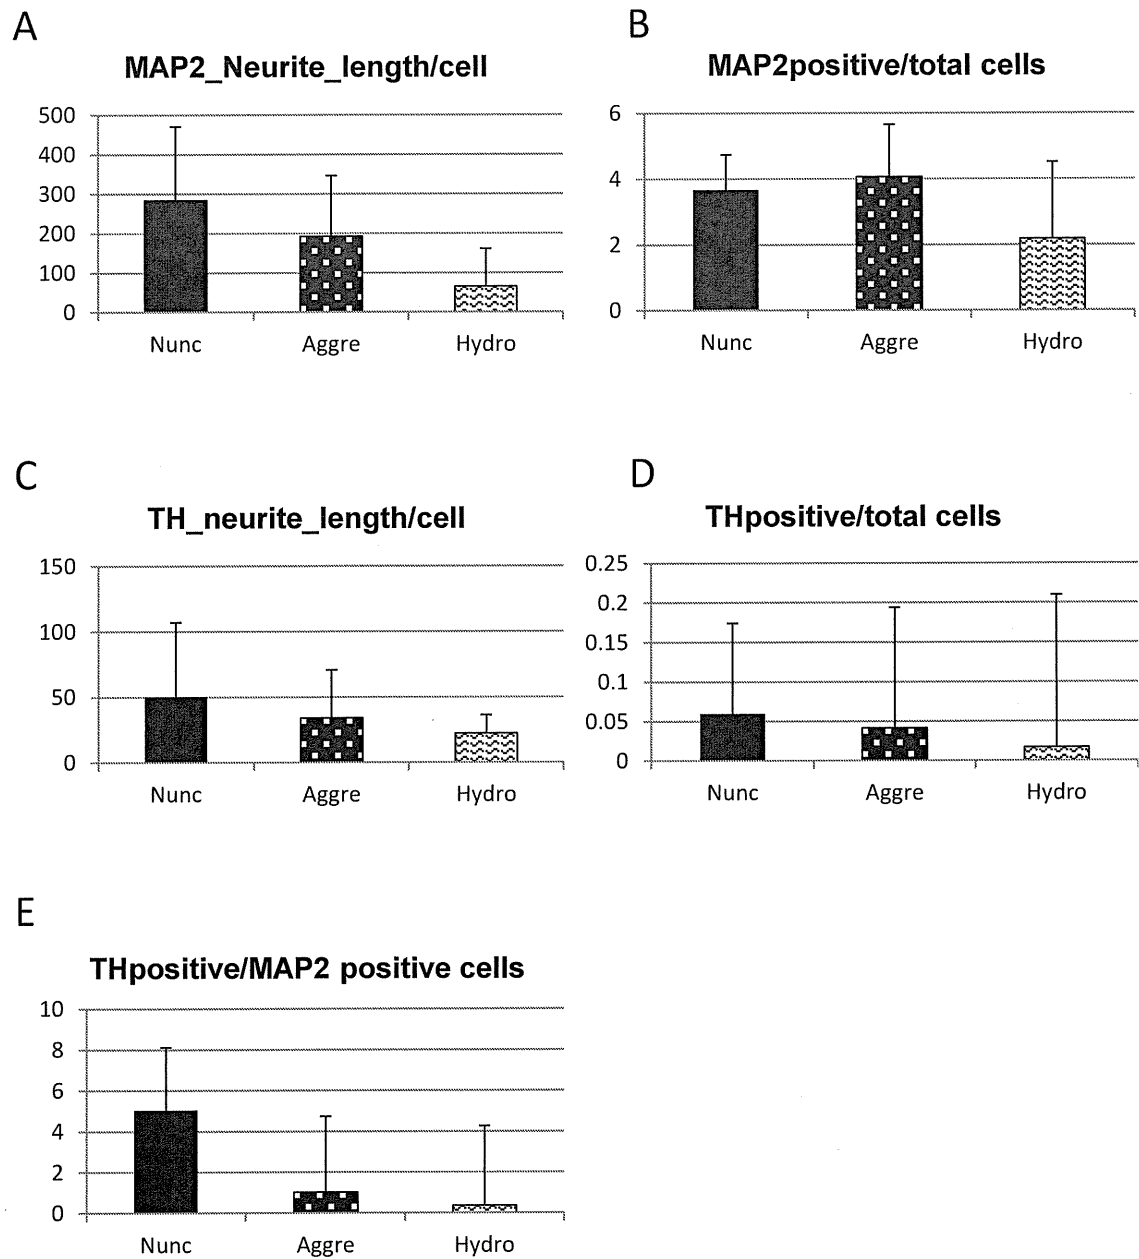 A
MAP2_Neurite_length/cell
500
400
300
200
100
0
Nunc Aggre Hydro
B
MAP2positive/total cells
6
4
2
0
Nunc Aggre Hydro
C
TH_neurite_length/cell
150
100
50
0
Nunc Aggre Hydro
D
THpositive/total cells
0.25
0.2
0.15
0.1
0.05
0
Nunc Aggre Hydro
E
THpositive/MAP2 positive cells
10
8
6
4
2
0
Nunc Aggre Hydro